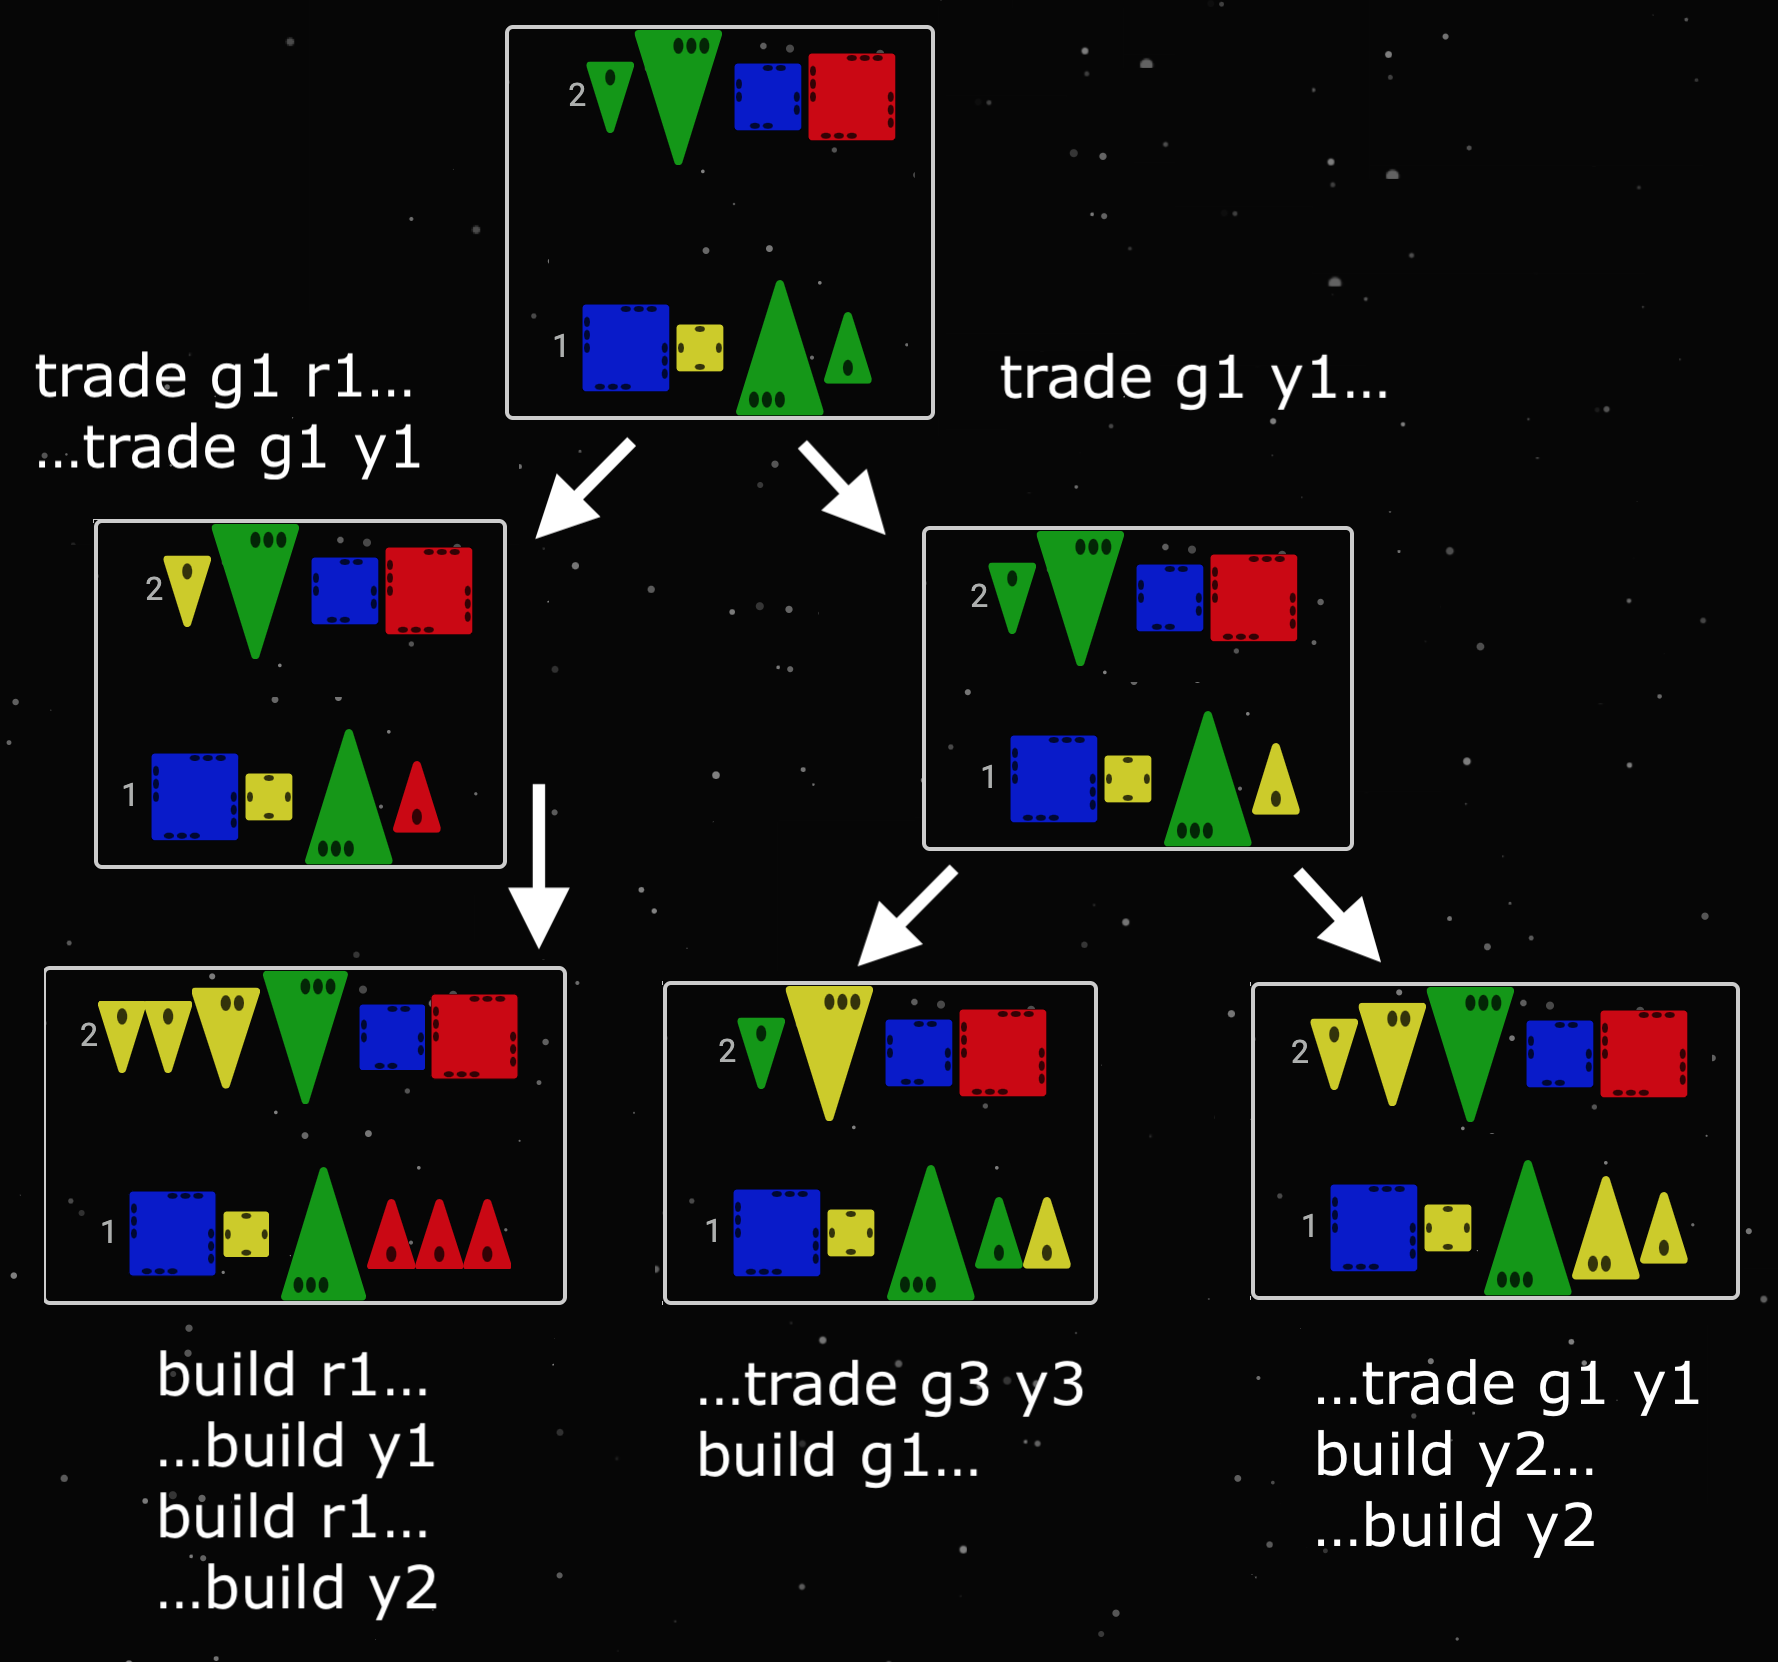 2
1
trade g1 r1...
...trade g1 y1
trade g1 y1...
2
1
2
1
2
1
2
1
2
1
build r1...
...build y1
build r1...
...build y2
...trade g3 y3
build g1...
...trade g1 y1
build y2...
...build y2